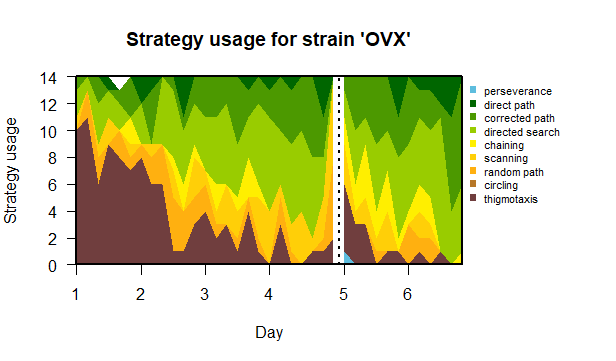 Strategy usage for strain 'OVX'
Strategy usage
14
12
10
8
6
4
2
0
1
2
3
4
5
6
Day
perseverance
direct path
corrected path
directed search
chaining
scanning
random path
circling
thigmotaxis